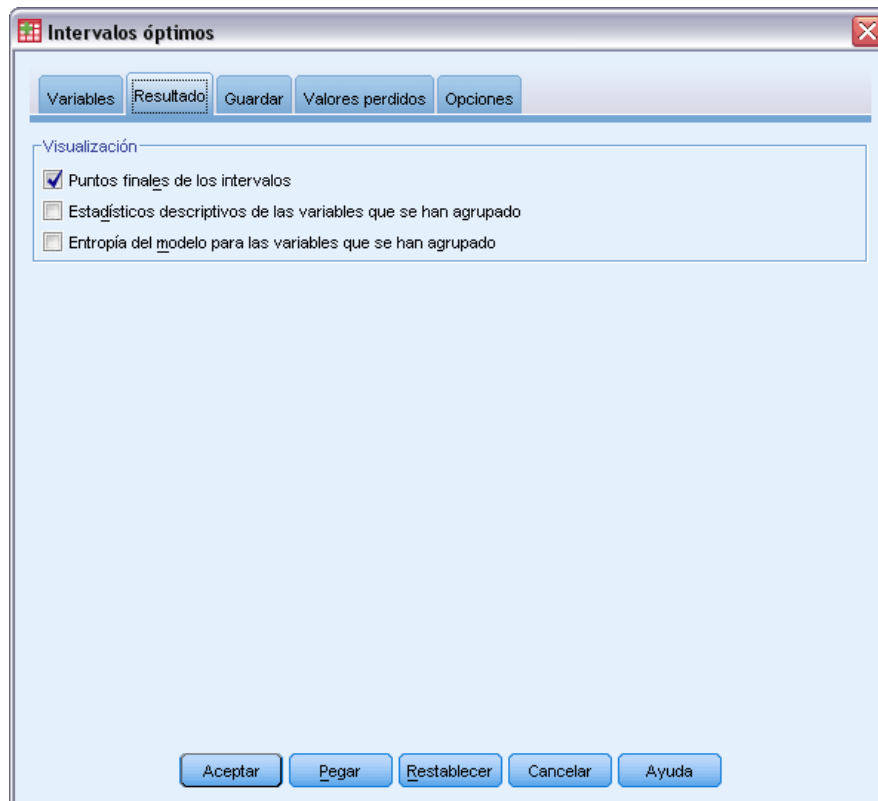 Intervalos óptimos
Variables Resultado Guardar Valores perdidos Opciones
Visualización
Puntos finales de los intervalos
Estadísticos descriptivos de las variables que se han agrupado
Entropía del modelo para las variables que se han agrupado
Aceptar Pegar Restablecer Cancelar Ayuda